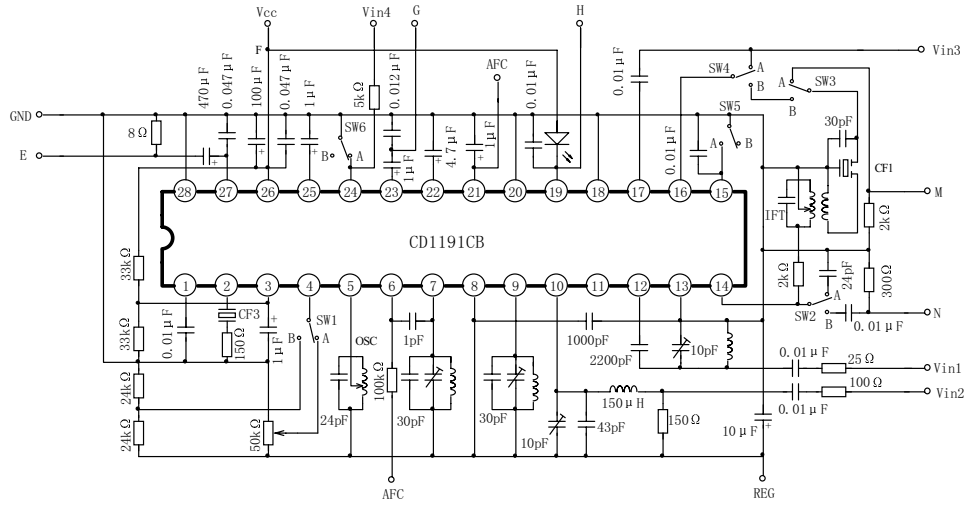 Vcc
Vin4
G
H
F
AFC
Vin3
SW4
A
B
A
SW3
B
470μF
0.047μF
100μF
0.047μF
1μF
5kΩ
0.012μF
4.7μF
1μF
0.01μF
0.01μF
GND
8Ω
E
SW6
B
A
1μF
0.01μF
SW5
A
B
30pF
CF1
M
IFT
2kΩ
28
27
26
25
24
23
22
21
20
19
18
17
16
15
CD1191CB
1
2
3
4
5
6
7
8
9
10
11
12
13
14
33kΩ
33kΩ
24kΩ
24kΩ
0.01μF
CF3
150Ω
1μF
50kΩ
SW1
B
A
OSC
24pF
100kΩ
1pF
30pF
30pF
10pF
43pF
1000pF
2200pF
10pF
150μH
150Ω
2kΩ
24pF
300Ω
SW2
A
B
0.01μF
N
0.01μF
25Ω
Vin1
100Ω
Vin2
0.01μF
10μF
AFC
REG